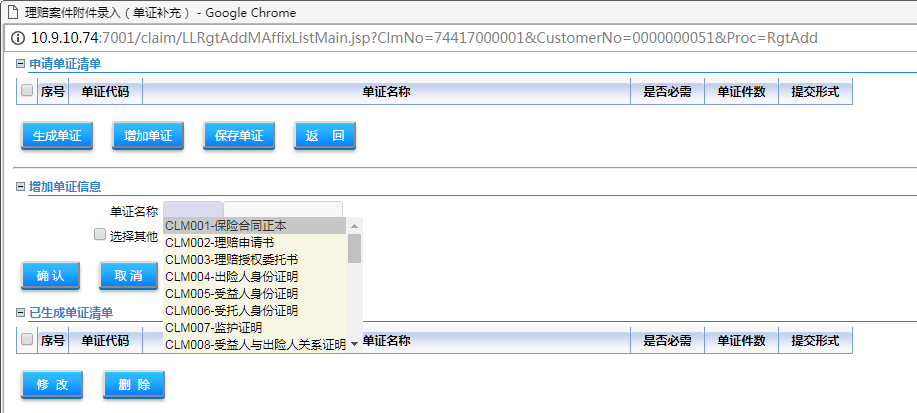 理赔案件附件录入（单证补充） - Google Chrome
10.9.10.74:7001/claim/LLRgtAddMAffixListMain.jsp?ClmNo=74417000001&CustomerNo=0000000051&Proc=RgtAdd
申请单证清单
序号 单证代码 单证名称 是否必需 单证件数 提交形式
生成单证 增加单证 保存单证 返 回
增加单证信息
单证名称
CLM001-保险合同正本
选择其他
CLM002-理赔申请书
CLM003-理赔授权委托书
确 认 取 消
CLM004-出险人身份证明
CLM005-受益人身份证明
CLM006-受托人身份证明
已生成单证清单
CLM007-监护证明
序号 单证代码 单证名称 是否必需 单证件数 提交形式
CLM008-受益人与出险人关系证明
修 改 删 除